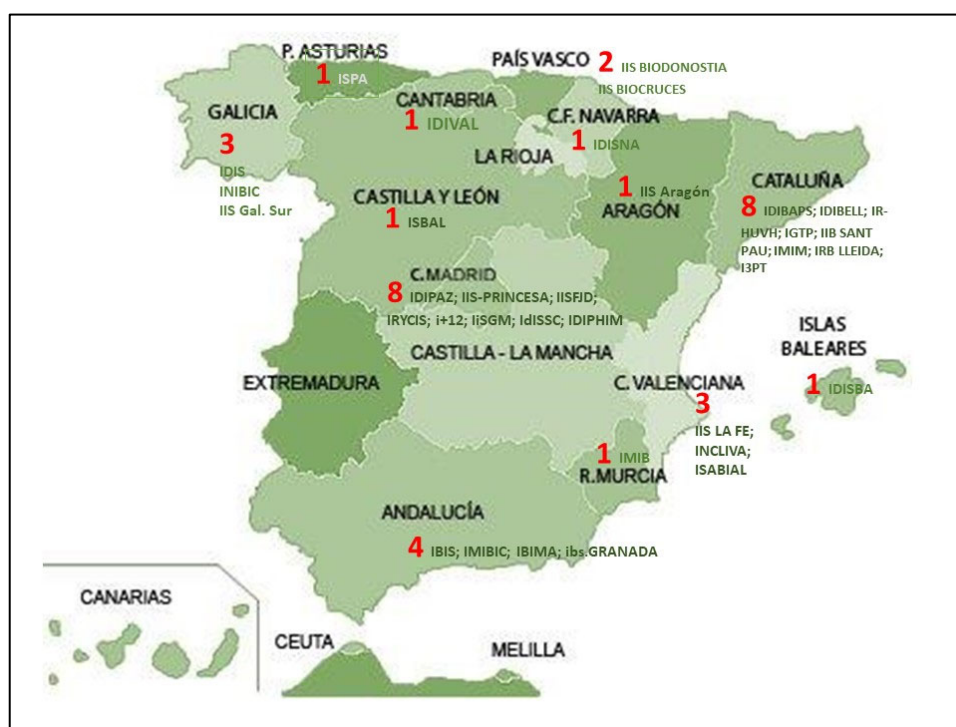 P. ASTURIAS
1 ISPA
PAÍS VASCO 2 IIS BIODONOSTIA
IIS BIOCRUCES
GALICIA
3
IDIS
INIBIC
IIS Gal. Sur
CANTABRIA
1 IDIVAL
C.F. NAVARRA
1 IDISNA
LA RIOJA
CASTILLA Y LEÓN
1 ISBAL
1 IIS Aragón
ARAGÓN
CATALUÑA
8 IDIBAPS; IDIBELL; IR-
HUVH; IGTP; IIB SANT
PAU; IMIM; IRB LLEIDA;
I3PT
C.MADRID
8 IDIPAZ; IIS-PRINCESA; IISFJD;
IRYCIS; i+12; IiSGM; IdISSC; IDIPHIM
CASTILLA - LA MANCHA
ISLAS
BALEARES
1 IDISBA
EXTREMADURA
C. VALENCIANA
3
IIS LA FE;
INCLIVA;
ISABIAL
1 IMIB
R.MURCIA
ANDALUCÍA
4 IBIS; IMIBIC; IBIMA; ibs.GRANADA
CANARIAS
CEUTA
MELILLA